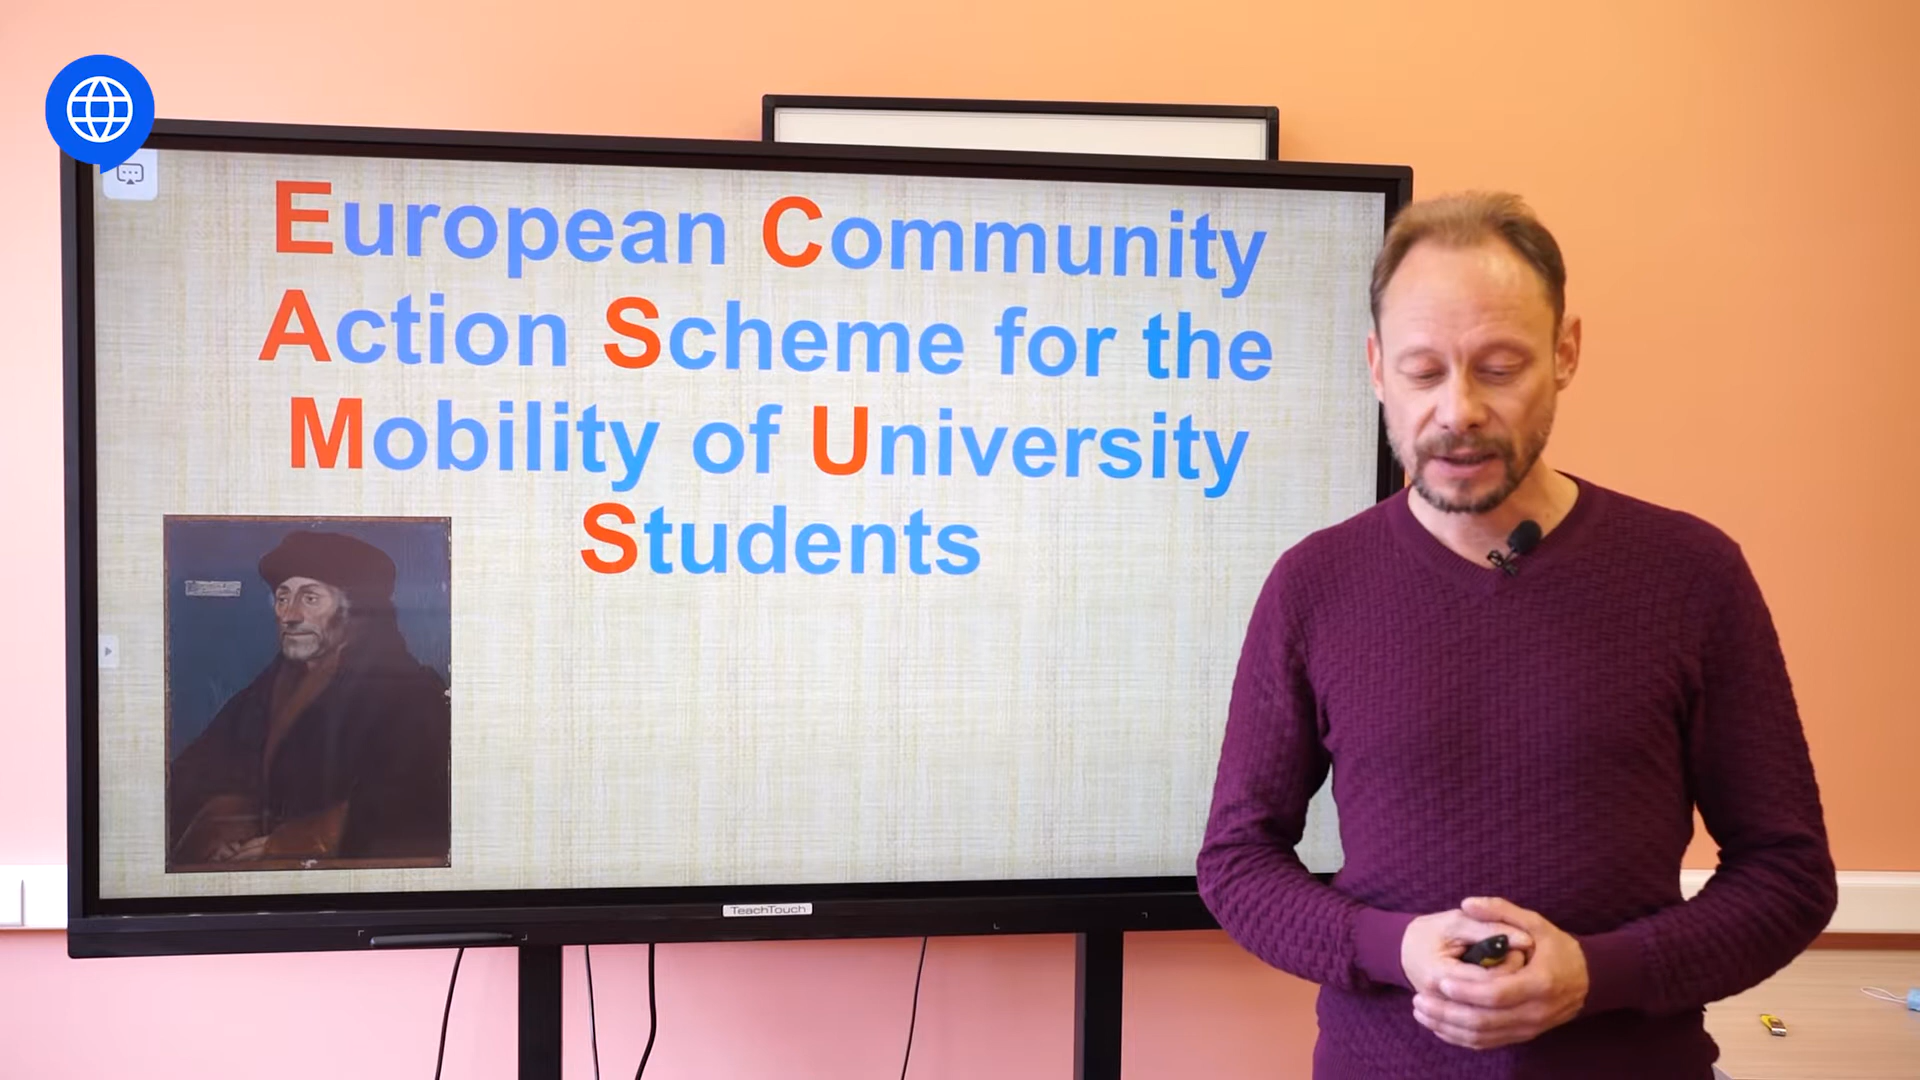 European Community
Action Scheme for the
Mobility of University
Students
TeachTouch